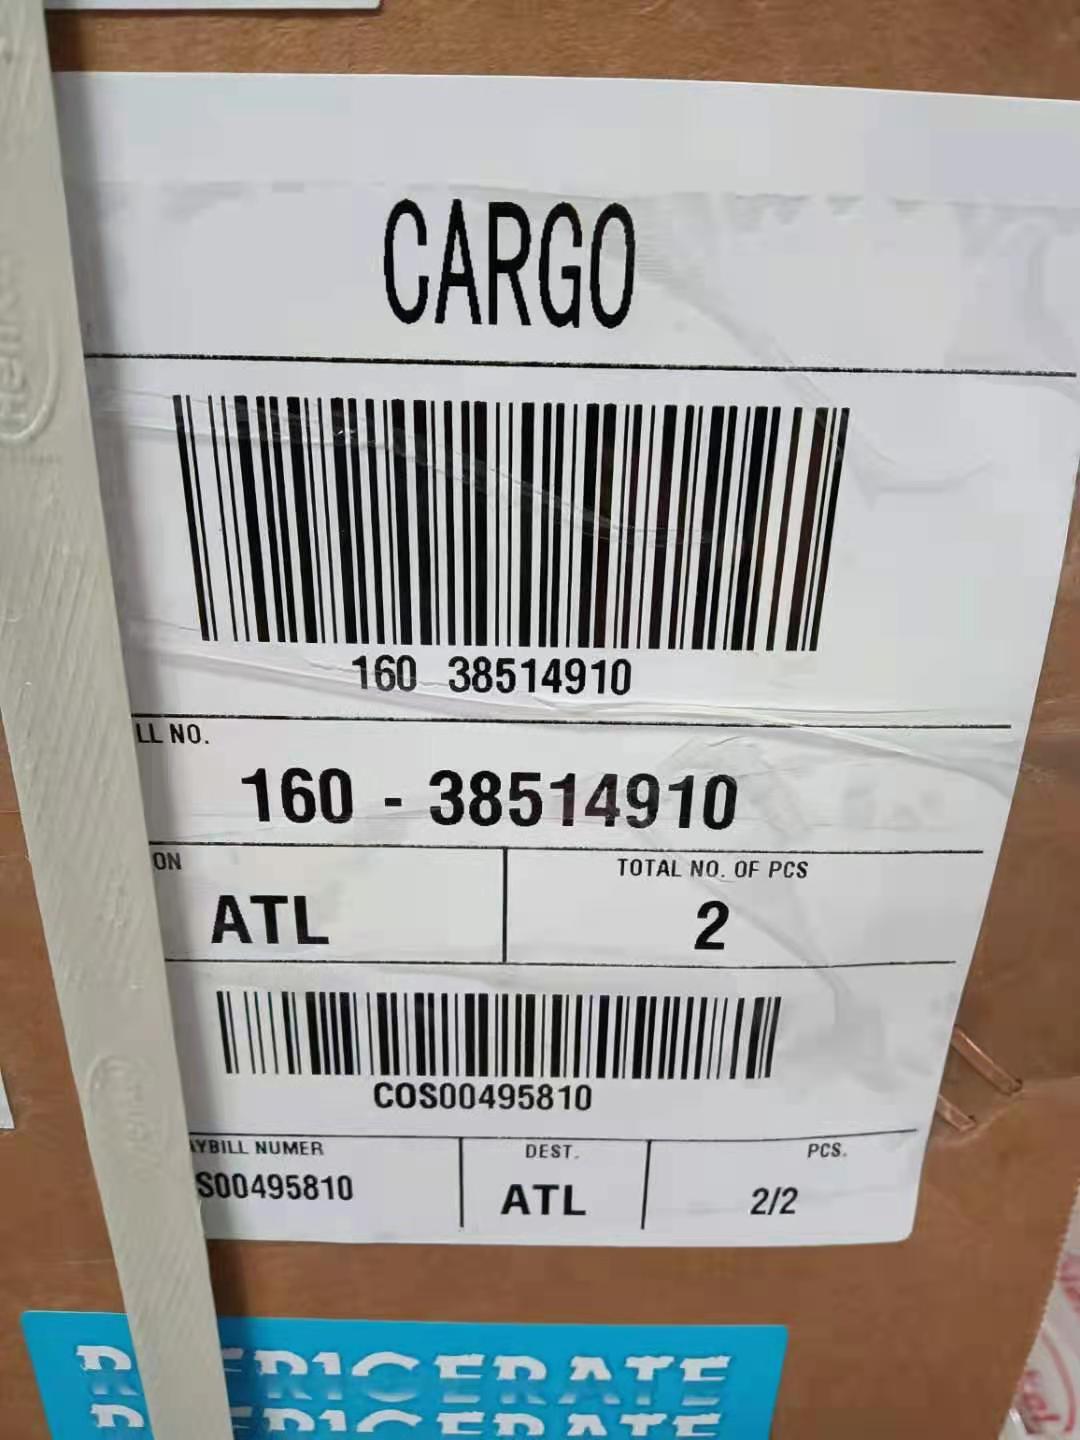 CARGO
160 38514910
LL NO.
160 - 38514910
ON
TOTAL NO. OF PCS
ATL
2
COS00495810
YBILL NUMER
DEST.
PCS.
S00495810
ATL
2/2
Henkel